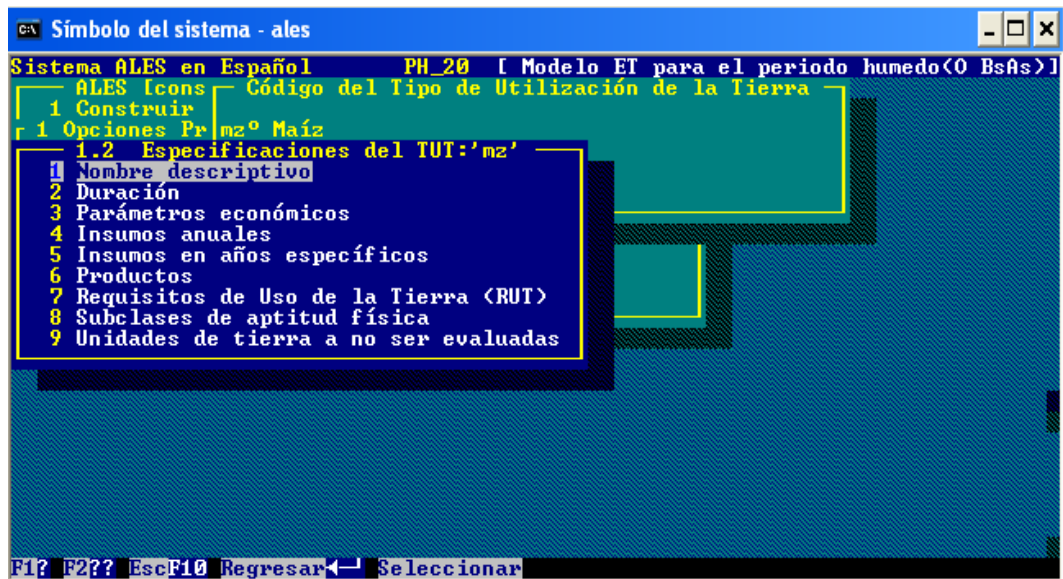 Símbolo del sistema - ales
Sistema ALES en Español PH_20 [ Modelo ET para el periodo humedo(O BsAs)]
ALES [cons Código del Tipo de Utilización de la Tierra
1 Construir
1 Opciones Pr mzº Maíz
1.2 Especificaciones del TUT:'mz'
1 Nombre descriptivo
2 Duración
3 Parámetros económicos
4 Insumos anuales
5 Insumos en años específicos
6 Productos
7 Requisitos de Uso de la Tierra (RUT)
8 Subclases de aptitud física
9 Unidades de tierra a no ser evaluadas
F1? F2?? EscF10 Regresar◄─┘ Seleccionar